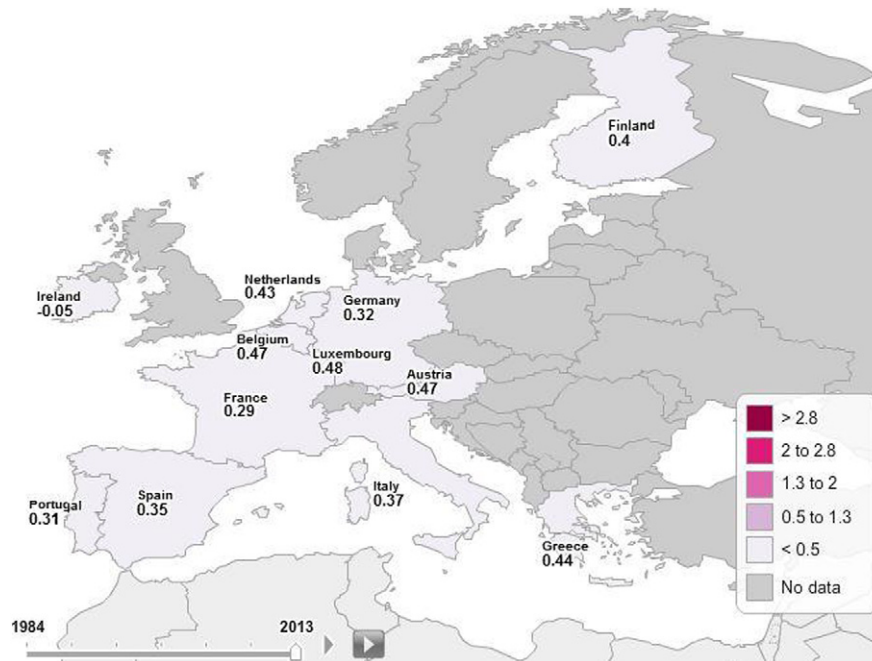 Finland
0.4
Netherlands
0.43
Ireland
-0.05
Germany
0.32
Belgium
0.47
Luxembourg
0.48
Austria
0.47
France
0.29
Italy
0.37
Spain
0.35
Portugal
0.31
Greece
0.44
> 2.8
2 to 2.8
1.3 to 2
0.5 to 1.3
< 0.5
No data
1984
2013